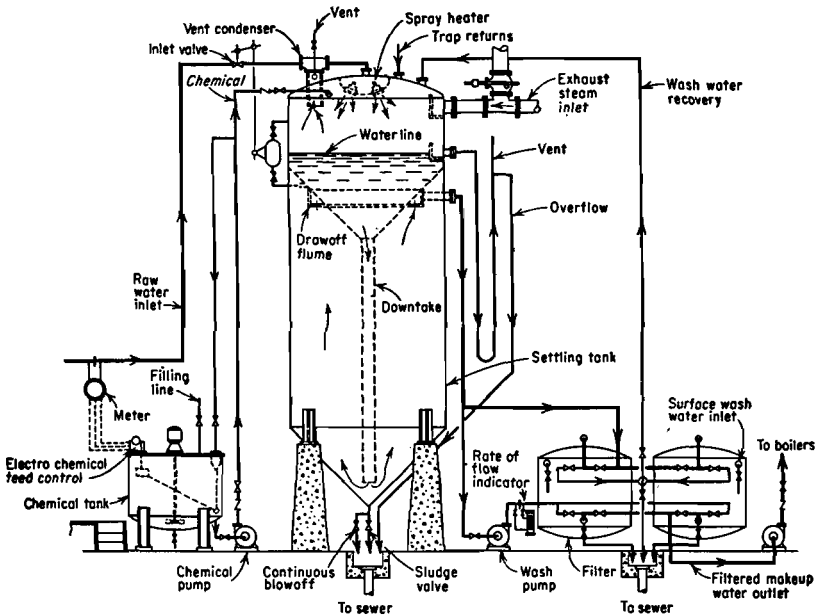 Vent
Vent condenser
Inlet valve
Chemical
Spray heater
Trap returns
Exhaust
steam
inlet
Wash water
recovery
Water line
Vent
Overflow
Drawoff
flume
Downtake
Raw
water
inlet
Settling tank
Filling
line
Meter
Surface wash
water inlet
To boilers
Rate of
flow
indicator
Electro chemical
feed control
Chemical tank
Chemical
pump
Continuous
blowoff
Sludge
valve
Wash
pump
Filter
Filtered makeup
water outlet
To sewer
To sewer